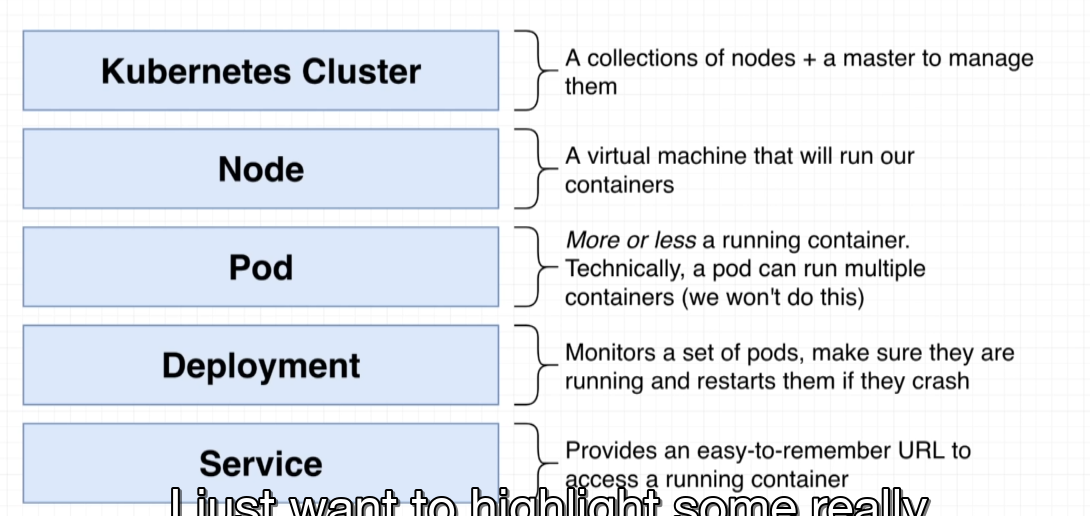 Kubernetes Cluster
A collections of nodes + a master to manage
them
Node
A virtual machine that will run our
containers
Pod
More or less a running container.
Technically, a pod can run multiple
containers (we won't do this)
Deployment
Monitors a set of pods, make sure they are
running and restarts them if they crash
Service
Provides an easy-to-remember URL to
access a running container
I just want to highlight some really